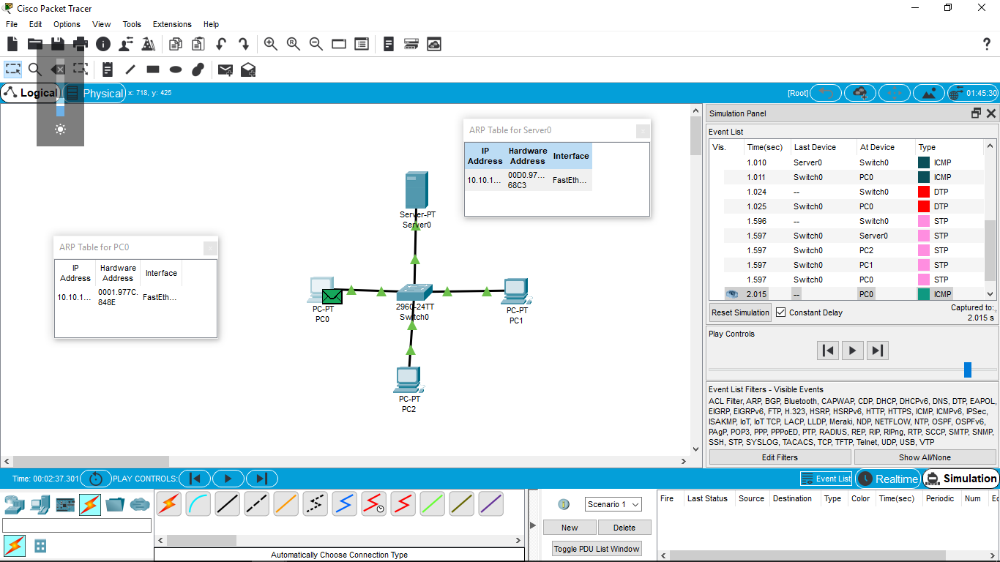 Cisco Packet Tracer
File Edit Options View Tools Extensions Help
Logical Physical x: 718, y: 425 [Root] 01:45:30
ARP Table for Server0
IP Address Hardware Address Interface
10.10.1... 00D0.97... 68C3 FastEth...
Server-PT
Server0
ARP Table for PC0
IP Address Hardware Address Interface
10.10.1... 0001.977C. 848E FastEth...
PC-PT
PC0
2960-24TT
Switch0
PC-PT
PC1
PC-PT
PC2
Simulation Panel
Event List
Vis. Time(sec) Last Device At Device Type
1.010 Server0 Switch0 ICMP
1.011 Switch0 PC0 ICMP
1.024 -- Switch0 DTP
1.025 Switch0 PC0 DTP
1.596 -- Switch0 STP
1.597 Switch0 Server0 STP
1.597 Switch0 PC2 STP
1.597 Switch0 PC1 STP
1.597 Switch0 PC0 STP
2.015 -- PC0 ICMP
Reset Simulation Constant Delay Captured to:
2.015 s
Play Controls
Event List Filters - Visible Events
ACL Filter, ARP, BGP, Bluetooth, CAPWAP, CDP, DHCP, DHCPv6, DNS, DTP, EAPOL,
EIGRP, EIGRPv6, FTP, H.323, HSRP, HSRPv6, HTTP, HTTPS, ICMP, ICMPv6, IPSec,
ISAKMP, IoT, IoT TCP, LACP, LLDP, Meraki, NDP, NETFLOW, NTP, OSPF, OSPFv6,
PAgP, POP3, PPP, PPPoED, PTP, RADIUS, REP, RIP, RIPng, RTP, SCCP, SMTP, SNMP,
SSH, STP, SYSLOG, TACACS, TCP, TFTP, Telnet, UDP, USB, VTP
Edit Filters Show All/None
Time: 00:02:37.301 PLAY CONTROLS: Event List Realtime Simulation
Automatically Choose Connection Type
Scenario 1
New Delete
Toggle PDU List Window
Fire Last Status Source Destination Type Color Time(sec) Periodic Num